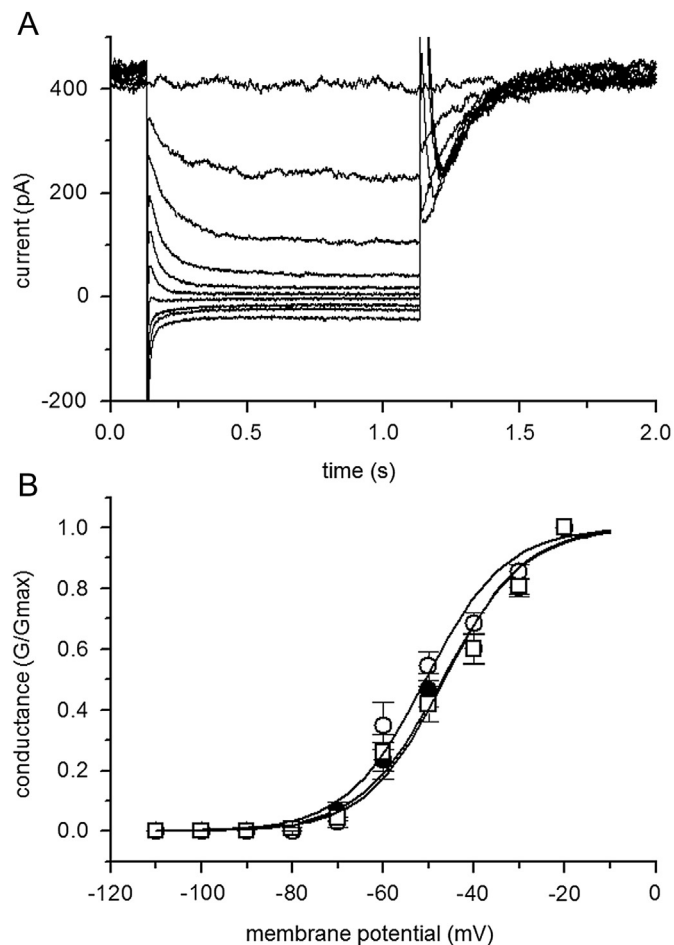 A
400
200
0
-200
current (pA)
0.0 0.5 1.0 1.5 2.0
time (s)
B
1.0
0.8
0.6
0.4
0.2
0.0
conductance (G/Gmax)
-120 -100 -80 -60 -40 -20 0
membrane potential (mV)